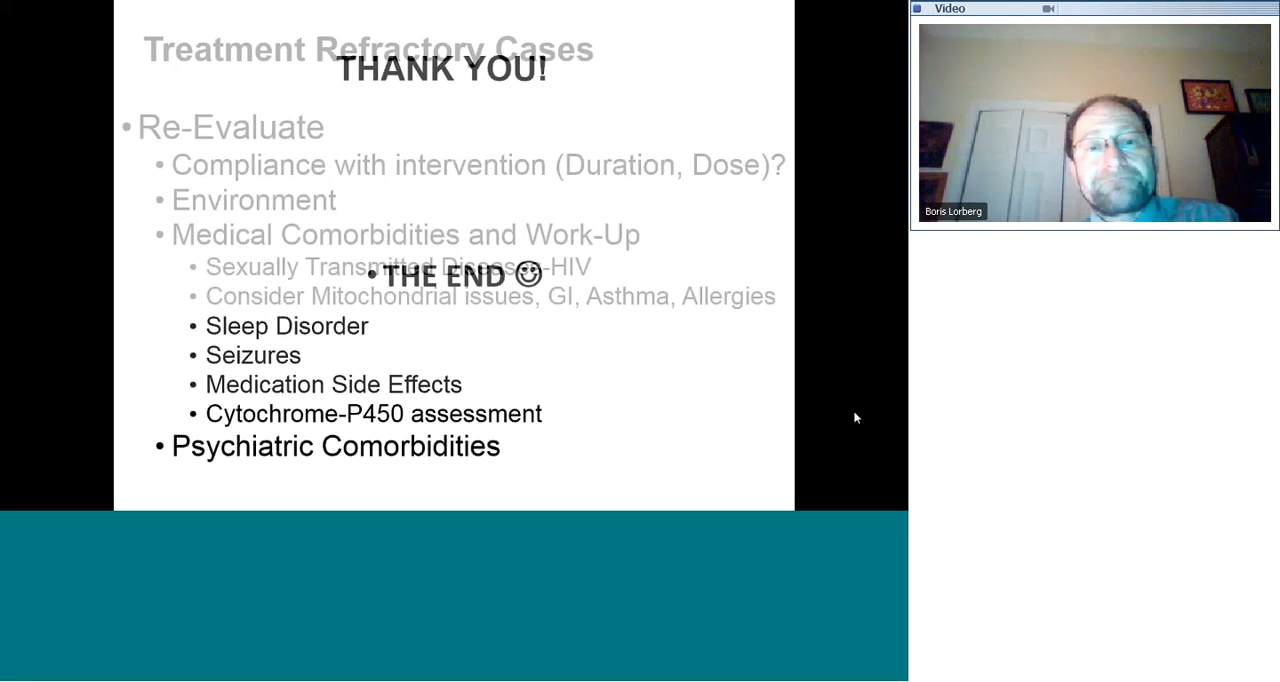 Treatment Refractory Cases
THANK YOU!
• Re-Evaluate
• Compliance with intervention (Duration, Dose)?
• Environment
• Medical Comorbidities and Work-Up
• Sexually Transmitted Diseases-HIV
• THE END ☺
• Consider Mitochondrial issues, GI, Asthma, Allergies
• Sleep Disorder
• Seizures
• Medication Side Effects
• Cytochrome-P450 assessment
• Psychiatric Comorbidities
Video
Boris Lorberg